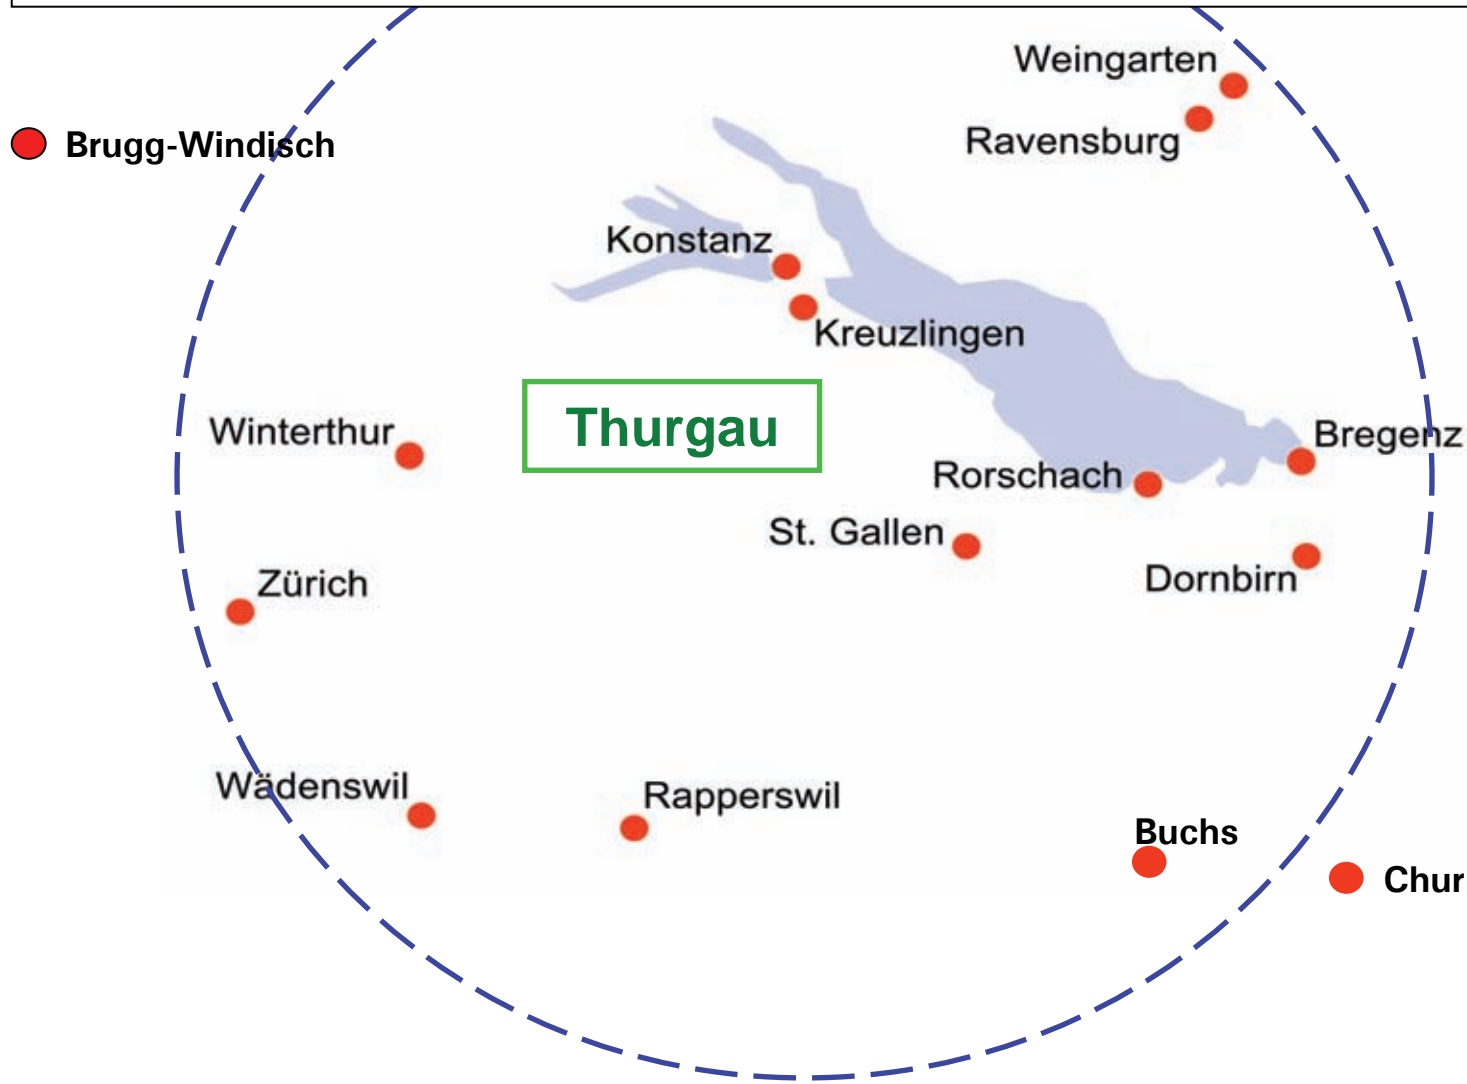 Weingarten
Brugg-Windisch
Ravensburg
Konstanz
Kreuzlingen
Thurgau
Winterthur
Bregenz
Rorschach
St. Gallen
Dornbirn
Zürich
Wädenswil
Rapperswil
Buchs
Chur